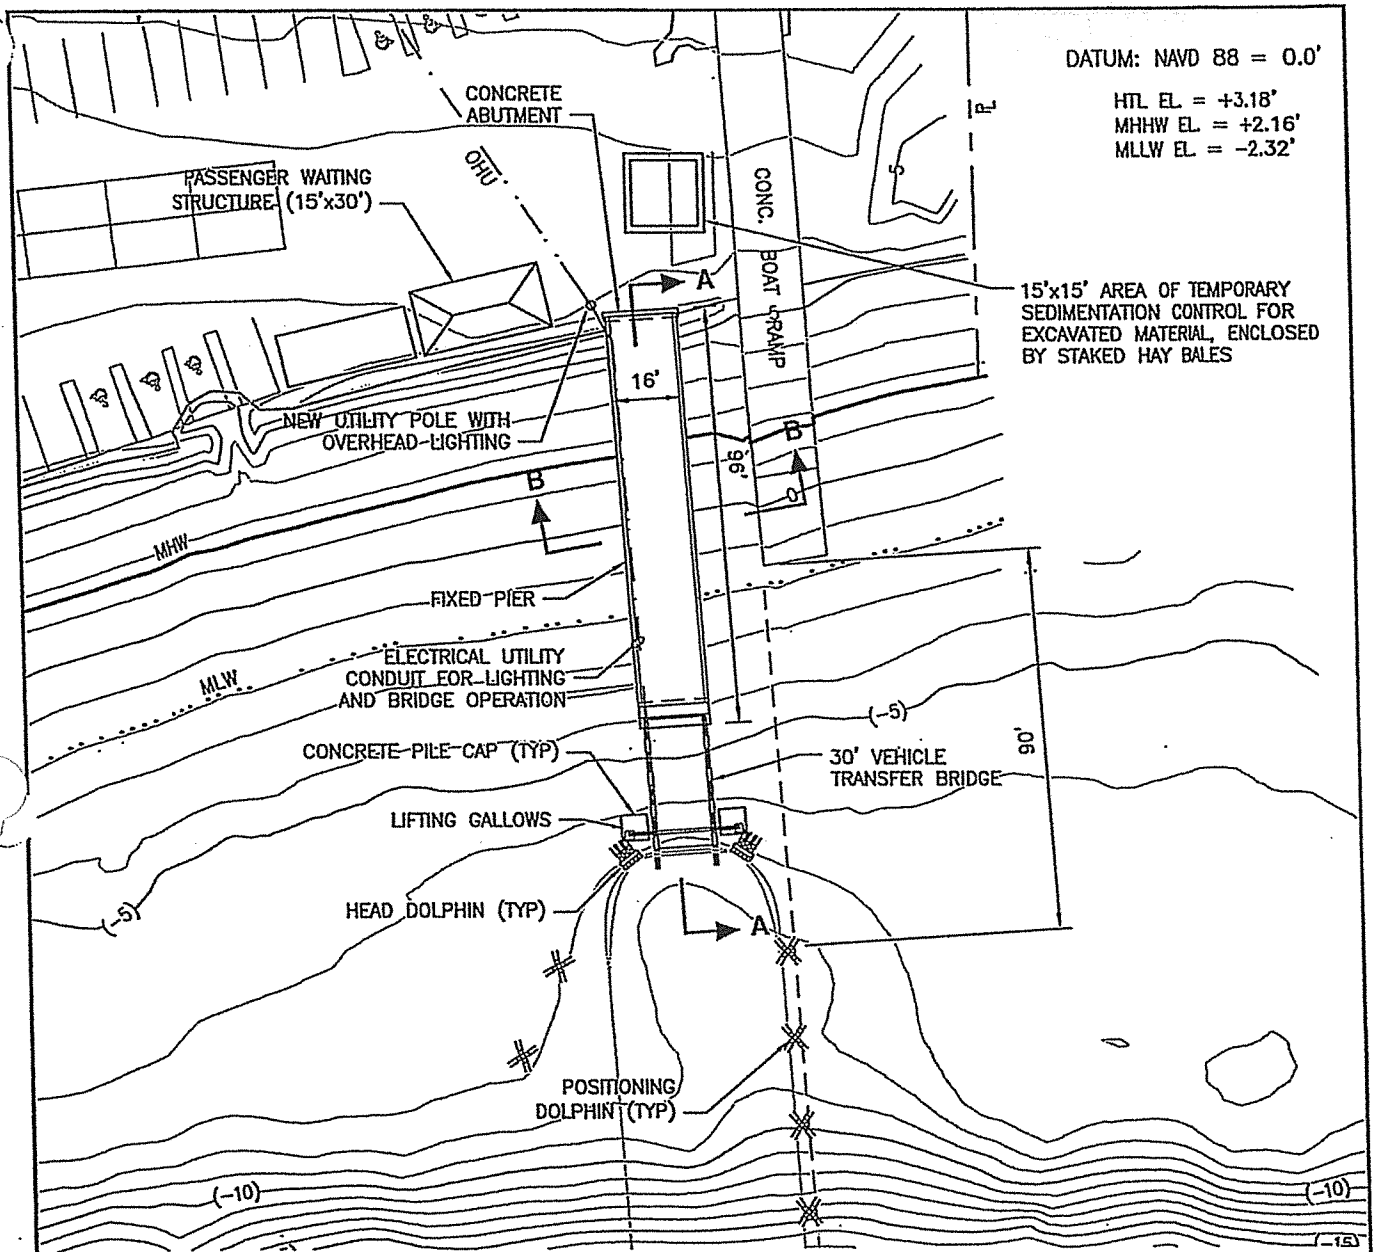 DATUM: NAVD 88 = 0.0'
HTL EL. = +3.18'
MHHW EL. = +2.16'
MLLW EL. = -2.32'
CONCRETE
ABUTMENT
OHU
PL
5
PASSENGER WAITING
STRUCTURE (15'x30')
CONC. BOAT RAMP
A
15'x15' AREA OF TEMPORARY
SEDIMENTATION CONTROL FOR
EXCAVATED MATERIAL, ENCLOSED
BY STAKED HAY BALES
16'
NEW UTILITY POLE WITH
OVERHEAD LIGHTING
B
96'
B
MHW
FIXED PIER
ELECTRICAL UTILITY
CONDUIT FOR LIGHTING
AND BRIDGE OPERATION
MLW
(-5)
90'
CONCRETE PILE CAP (TYP)
30' VEHICLE
TRANSFER BRIDGE
LIFTING GALLOWS
HEAD DOLPHIN (TYP)
(-5)
A
POSITIONING
DOLPHIN (TYP)
(-10)
(-10)
(-15)